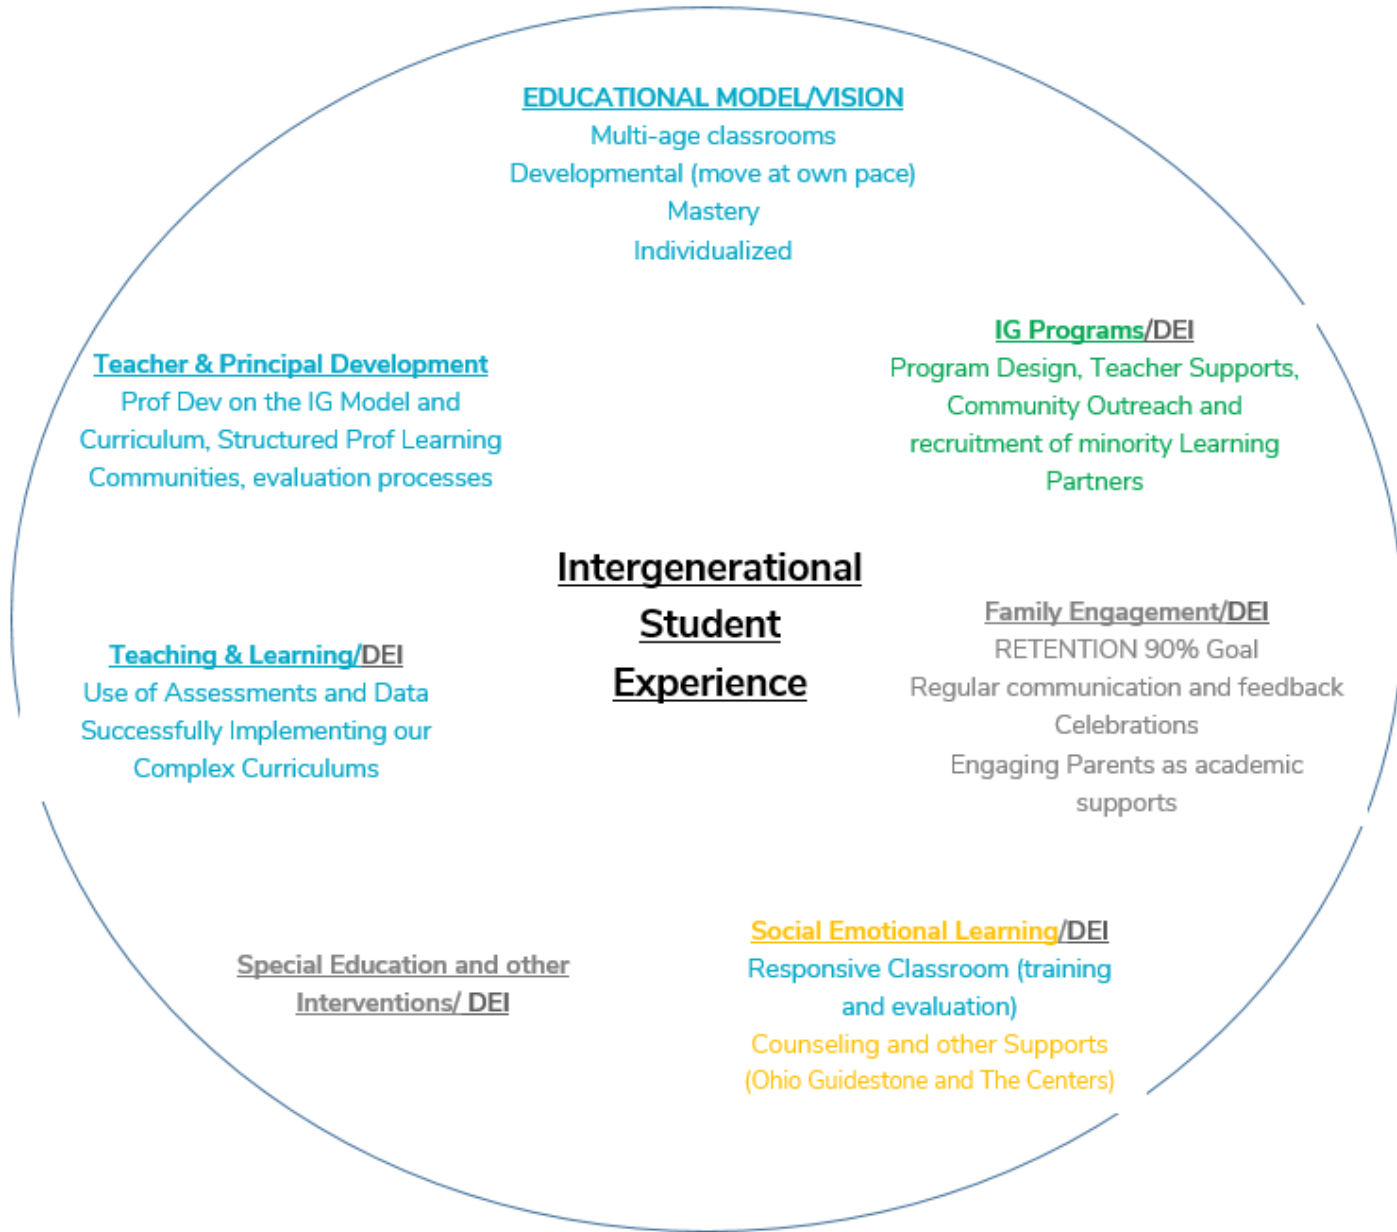 EDUCATIONAL MODEL/VISION
Multi-age classrooms
Developmental (move at own pace)
Mastery
Individualized
IG Programs/DEI
Program Design, Teacher Supports,
Community Outreach and
recruitment of minority Learning
Partners
Teacher & Principal Development
Prof Dev on the IG Model and
Curriculum, Structured Prof Learning
Communities, evaluation processes
Intergenerational
Student
Experience
Family Engagement/DEI
RETENTION 90% Goal
Regular communication and feedback
Celebrations
Engaging Parents as academic
supports
Teaching & Learning/DEI
Use of Assessments and Data
Successfully Implementing our
Complex Curriculums
Social Emotional Learning/DEI
Responsive Classroom (training
and evaluation)
Counseling and other Supports
(Ohio Guidestone and The Centers)
Special Education and other
Interventions/ DEI